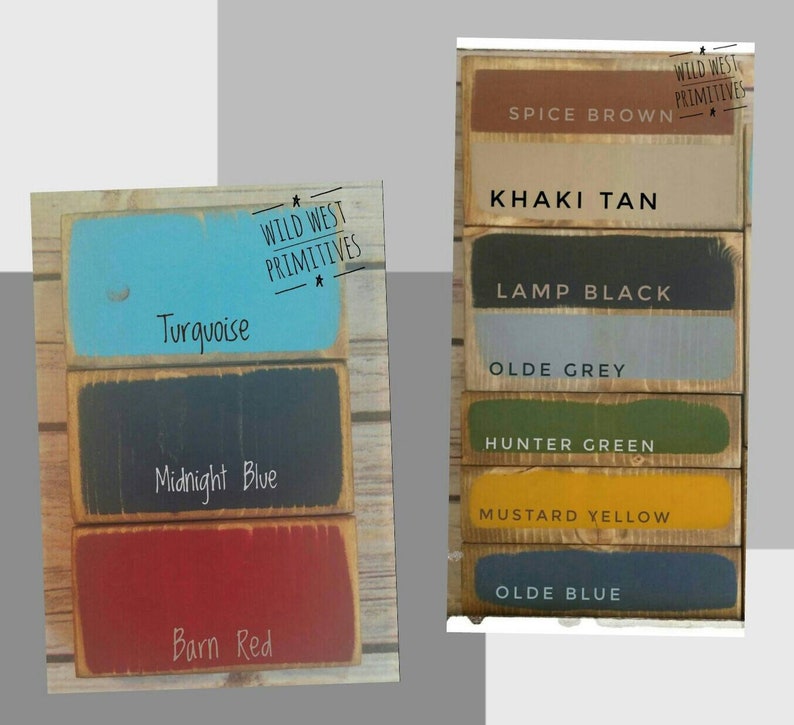 WILD WEST
PRIMITIVES
Turquoise
Midnight Blue
Barn Red
WILD WEST
PRIMITIVES
SPICE BROWN
KHAKI TAN
LAMP BLACK
OLDE GREY
HUNTER GREEN
MUSTARD YELLOW
OLDE BLUE